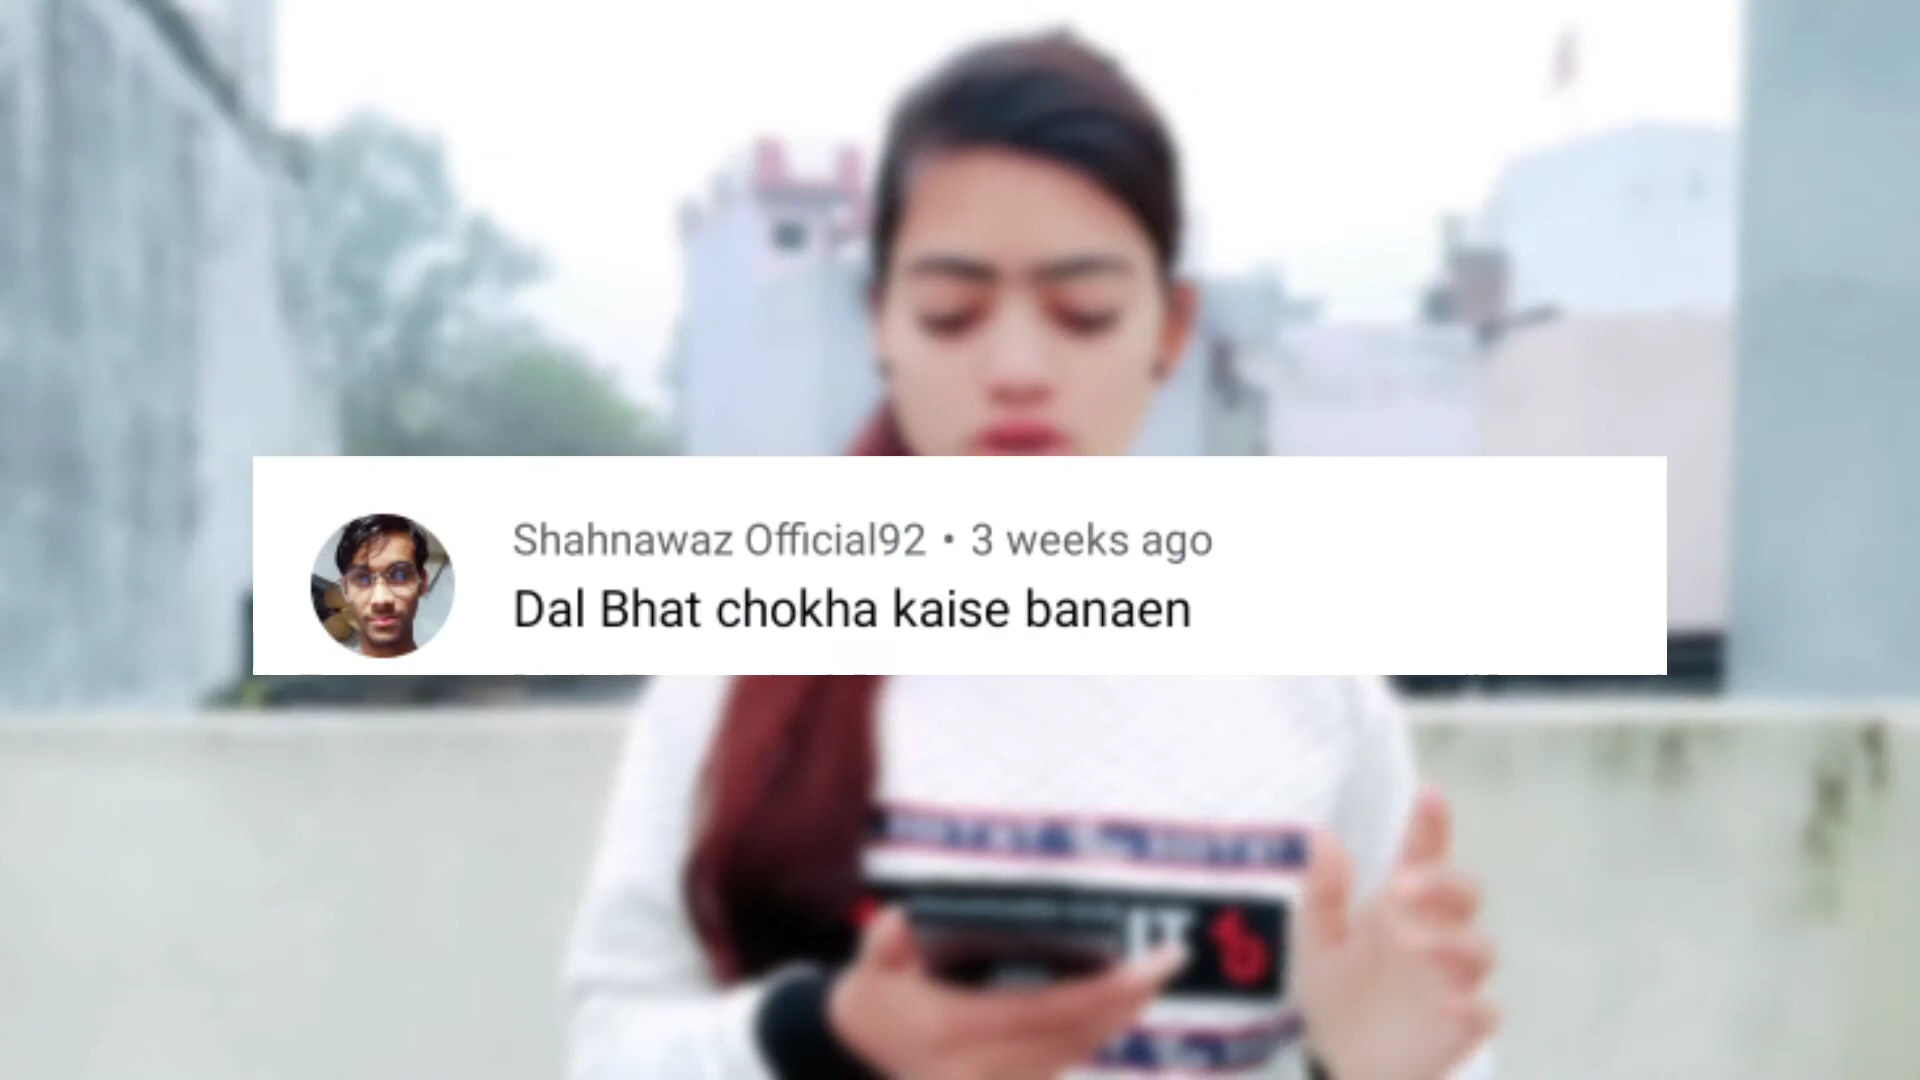 Shahnawaz Official92 • 3 weeks ago
Dal Bhat chokha kaise banaen